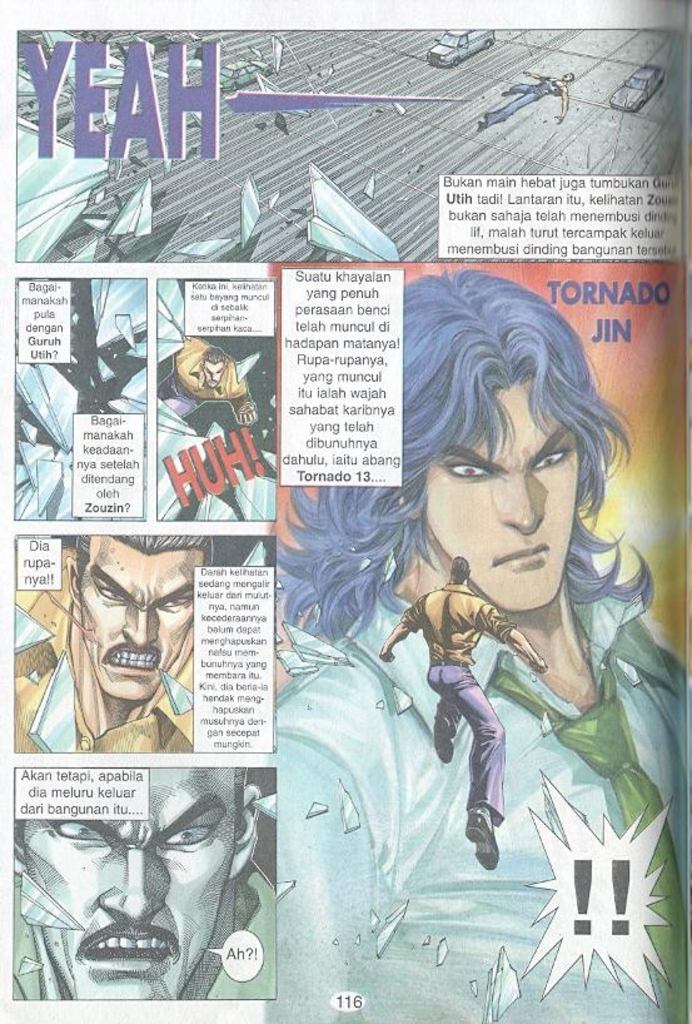 YEAH
Bukan main hebat juga tumbukan Guruh
Utih tadi! Lantaran itu, kelihatan Zouzin
bukan sahaja telah menembusi dinding
lif, malah turut tercampak keluar
menembusi dinding bangunan tersebut.
Bagai-
manakah
pula
dengan
Guruh
Utih?
Bagai-
manakah
keadaan-
nya setelah
ditendang
oleh
Zouzin?
Ketika ini, kelihatan
satu bayang muncul
di sebalik
serpihan-
serpihan kaca....
HUH!
Suatu khayalan
yang penuh
perasaan benci
telah muncul di
hadapan matanya!
Rupa-rupanya,
yang muncul
itu ialah wajah
sahabat karibnya
yang telah
dibunuhnya
dahulu, iaitu abang
Tornado 13....
TORNADO
JIN
Dia
rupa-
nya!!
Darah kelihatan
sedang mengalir
keluar dari mulut-
nya, namun
kecederaannya
belum dapat
menghapuskan
nafsu mem-
bunuhnya yang
membara itu.
Kini, dia beria-ia
hendak meng-
hapuskan
musuhnya den-
gan secepat
mungkin.
Akan tetapi, apabila
dia meluru keluar
dari bangunan itu....
Ah?!
!!
116